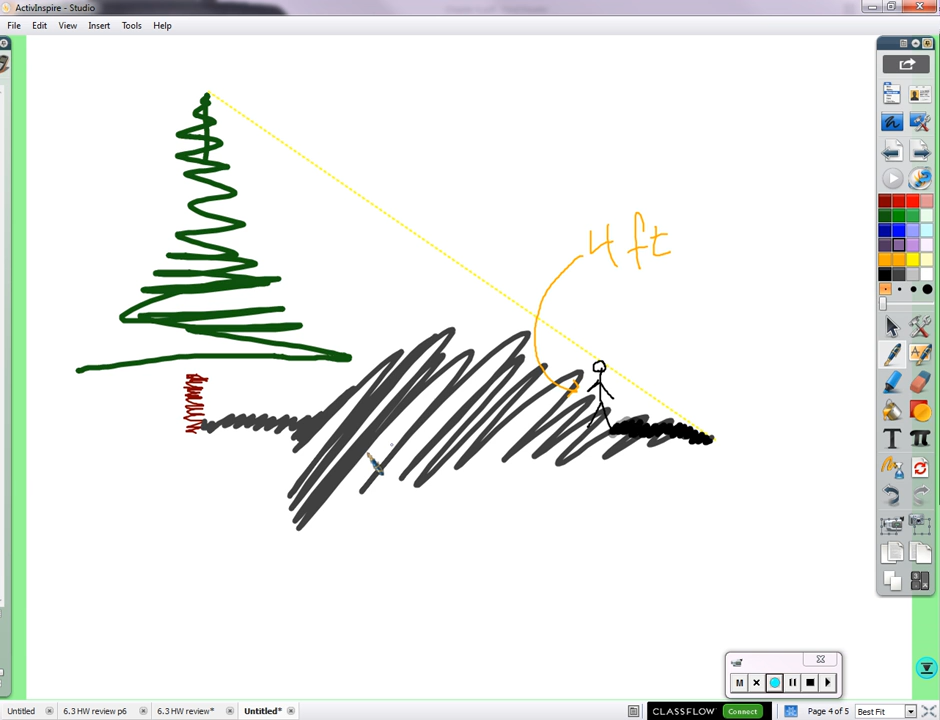 ActivInspire - Studio
File Edit View Insert Tools Help
4 ft
M
Untitled 6.3 HW review p6 6.3 HW review* Untitled* CLASSFLOW Connect Page 4 of 5 Best Fit